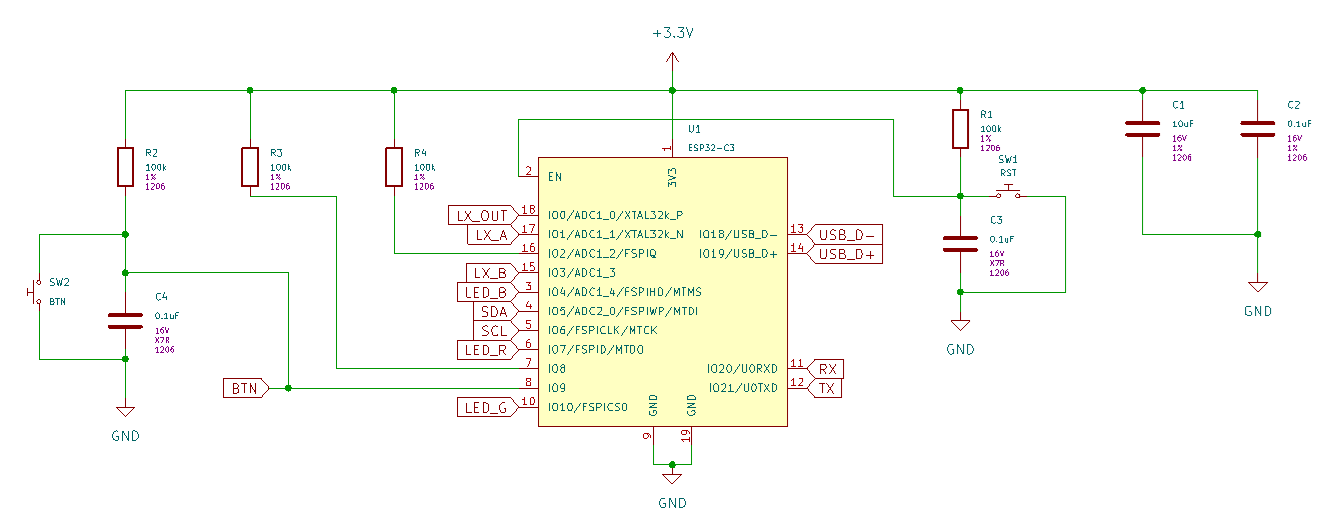 +3.3V
U1
ESP32-C3
1
3V3
2
EN
R2
100k
1%
1206
R3
100k
1%
1206
R4
100k
1%
1206
R1
100k
1%
1206
SW1
RST
C1
10uF
16V
1%
1206
C2
0.1uF
16V
1%
1206
C3
0.1uF
16V
X7R
1206
GND
GND
SW2
BTN
C4
0.1uF
16V
X7R
1206
GND
BTN
LX_OUT
18
IO0/ADC1_0/XTAL32k_P
LX_A
17
IO1/ADC1_1/XTAL32k_N
16
IO2/ADC1_2/FSPIQ
LX_B
15
IO3/ADC1_3
LED_B
3
IO4/ADC1_4/FSPIHD/MTMS
SDA
4
IO5/ADC2_0/FSPIWP/MTDI
SCL
5
IO6/FSPICLK/MTCK
LED_R
6
IO7/FSPID/MTDO
7
IO8
8
IO9
LED_G
10
IO10/FSPICS0
IO18/USB_D-
13
USB_D-
IO19/USB_D+
14
USB_D+
IO20/U0RXD
11
RX
IO21/U0TXD
12
TX
GND
9
GND
19
GND